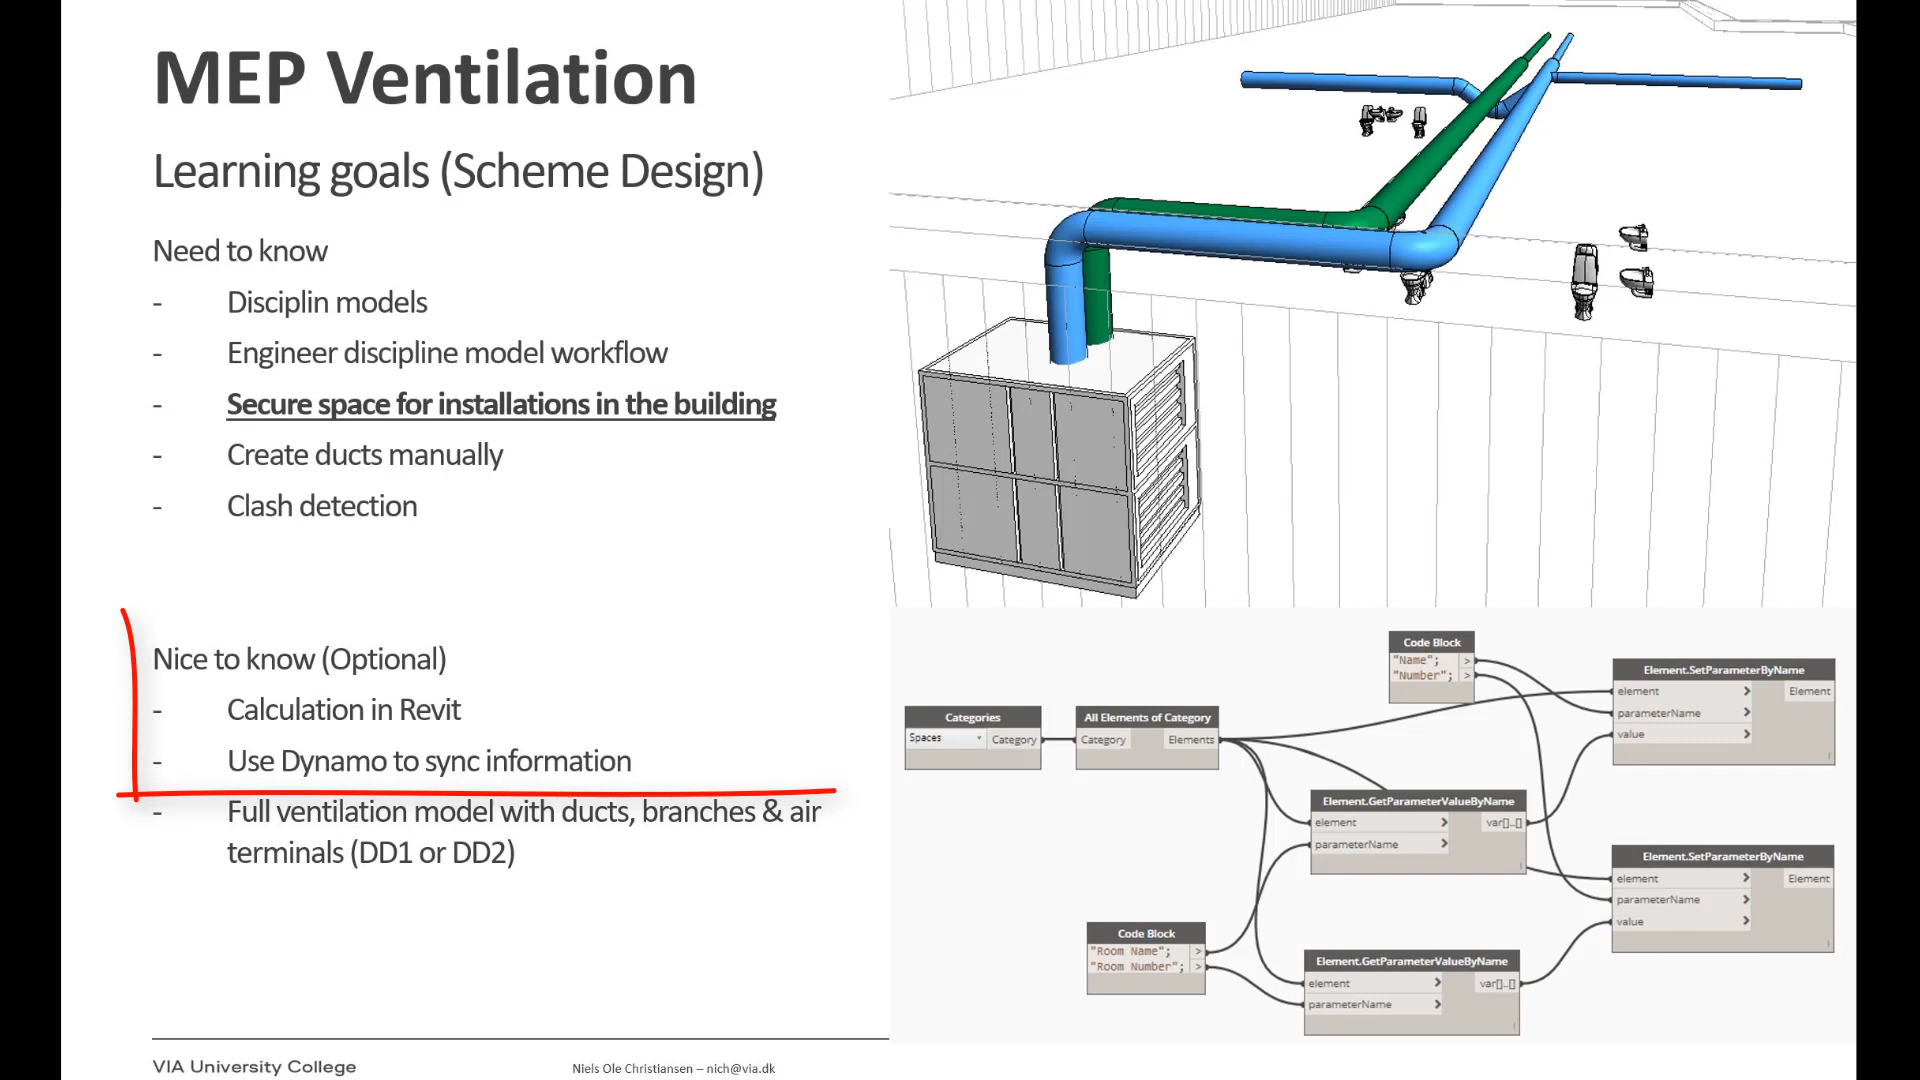 MEP Ventilation
Learning goals (Scheme Design)
Need to know
- Disciplin models
- Engineer discipline model workflow
- Secure space for installations in the building
- Create ducts manually
- Clash detection
Nice to know (Optional)
- Calculation in Revit
- Use Dynamo to sync information
- Full ventilation model with ducts, branches & air
terminals (DD1 or DD2)
Categories
Spaces Category
All Elements of Category
Category Elements
Code Block
"Name"; >
"Number"; >
Element.SetParameterByName
element > Element
parameterName >
value >
Element.GetParameterValueByName
element > var[]..[]
parameterName >
Element.SetParameterByName
element > Element
parameterName >
value >
Code Block
"Room Name"; >
"Room Number"; >
Element.GetParameterValueByName
element > var[]..[]
parameterName >
VIA University College
Niels Ole Christiansen – nich@via.dk